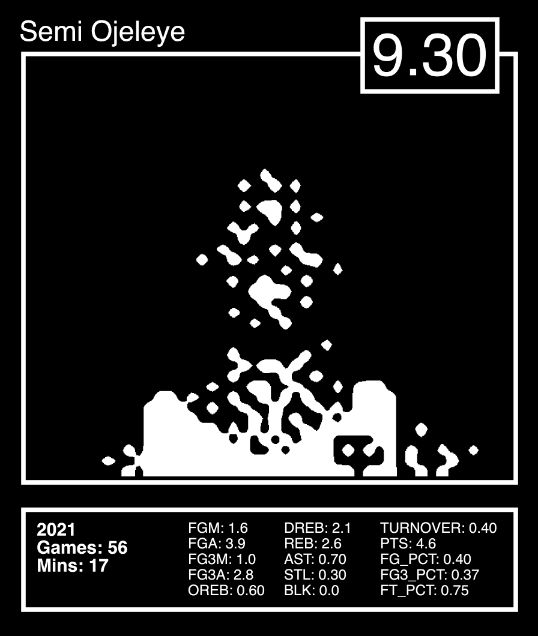 Semi Ojeleye
9.30
2021
Games: 56
Mins: 17
FGM: 1.6
FGA: 3.9
FG3M: 1.0
FG3A: 2.8
OREB: 0.60
DREB: 2.1
REB: 2.6
AST: 0.70
STL: 0.30
BLK: 0.0
TURNOVER: 0.40
PTS: 4.6
FG_PCT: 0.40
FG3_PCT: 0.37
FT_PCT: 0.75